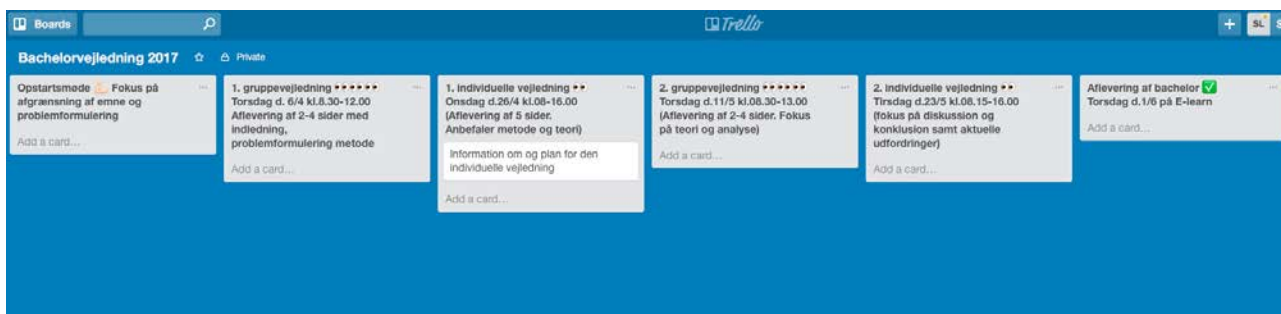 Boards
Trello
SL
Bachelorvejledning 2017
Private
Opstartsmøde 💪🏻 Fokus på
afgrænsning af emne og
problemformulering
Add a card...
1. gruppevejledning 👀👀👀
Torsdag d. 6/4 kl.8.30-12.00
Aflevering af 2-4 sider med
indledning,
problemformulering metode
Add a card...
1. individuelle vejledning 👀
Onsdag d.26/4 kl.08-16.00
(Aflevering af 5 sider.
Anbefaler metode og teori)
Information om og plan for den
individuelle vejledning
Add a card...
2. gruppevejledning 👀👀👀
Torsdag d.11/5 kl.08.30-13.00
(Aflevering af 2-4 sider. Fokus
på teori og analyse)
Add a card...
2. individuelle vejledning 👀
Tirsdag d.23/5 kl.08.15-16.00
(fokus på diskussion og
konklusion samt aktuelle
udfordringer)
Add a card...
Aflevering af bachelor ✅
Torsdag d.1/6 på E-learn
Add a card...